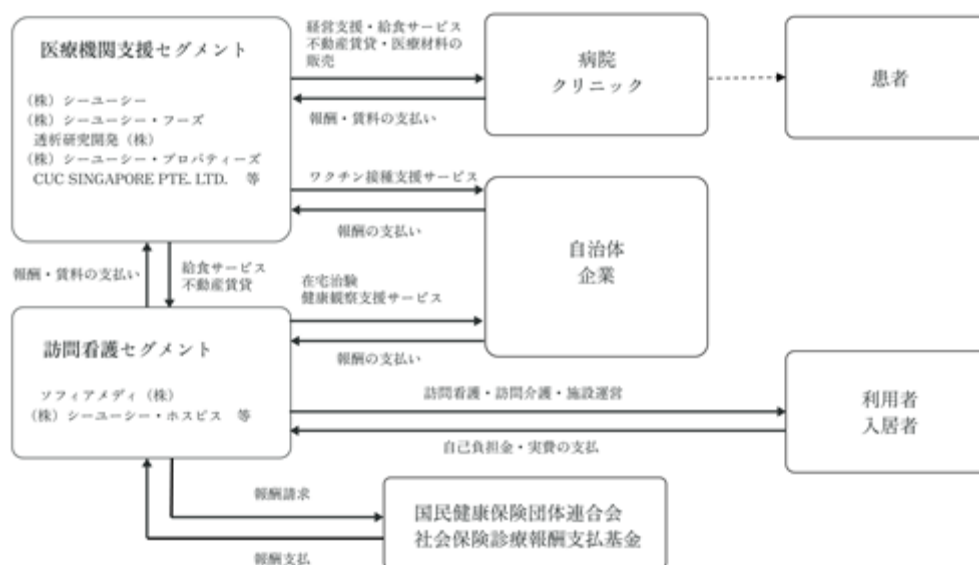 医療機関支援セグメント
（株）シーユーシー
（株）シーユーシー・フーズ
透析研究開発（株）
（株）シーユーシー・プロパティーズ
CUC SINGAPORE PTE. LTD. 等
経営支援・給食サービス
不動産賃貸・医療材料の
販売
報酬・賃料の支払い
病院
クリニック
患者
ワクチン接種支援サービス
報酬の支払い
自治体
企業
報酬・賃料の支払い
給食サービス
不動産賃貸
在宅治験
健康観察支援サービス
報酬の支払い
訪問看護セグメント
ソフィアメディ（株）
（株）シーユーシー・ホスピス 等
訪問看護・訪問介護・施設運営
自己負担金・実費の支払
利用者
入居者
報酬請求
報酬支払
国民健康保険団体連合会
社会保険診療報酬支払基金